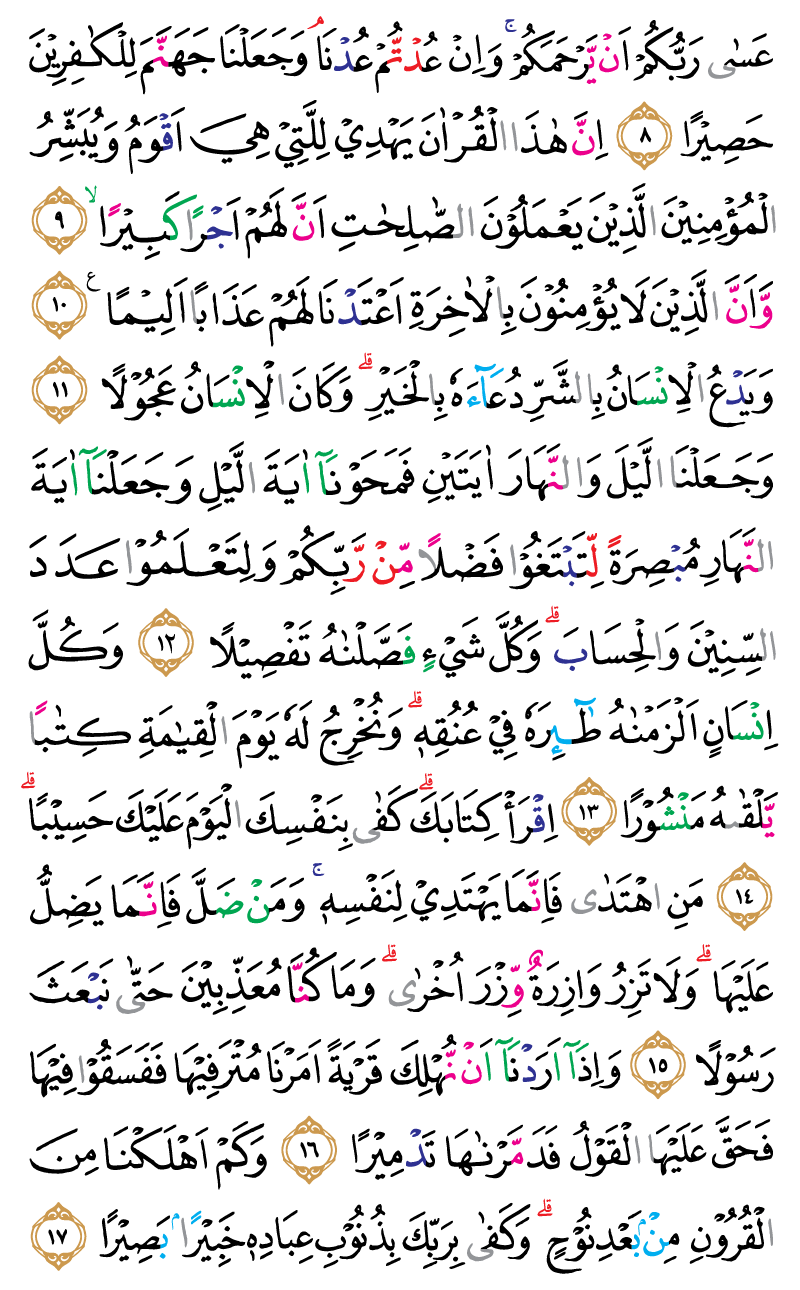 عَسٰى رَبُّكُمْ اَنْ يَّرْحَمَكُمْ ۚ وَاِنْ عُدْتُّمْ عُدْنَا ۘ وَجَعَلْنَا جَهَنَّمَ لِلْكٰفِرِيْنَ
حَصِيْرًا ٨ اِنَّ هٰذَا الْقُرْاٰنَ يَهْدِيْ لِلَّتِيْ هِيَ اَقْوَمُ وَيُبَشِّرُ
الْمُؤْمِنِيْنَ الَّذِيْنَ يَعْمَلُوْنَ الصّٰلِحٰتِ اَنَّ لَهُمْ اَجْرًا كَبِيْرًا ۙ ٩
وَّاَنَّ الَّذِيْنَ لَا يُؤْمِنُوْنَ بِالْاٰخِرَةِ اَعْتَدْنَا لَهُمْ عَذَابًا اَلِيْمًا ع ١٠
وَيَدْعُ الْاِنْسَانُ بِالشَّرِّ دُعَآءَهٗ بِالْخَيْرِ ۗ وَكَانَ الْاِنْسَانُ عَجُوْلًا ١١
وَجَعَلْنَا الَّيْلَ وَالنَّهَارَ اٰيَتَيْنِ فَمَحَوْنَآ اٰيَةَ الَّيْلِ وَجَعَلْنَآ اٰيَةَ
النَّهَارِ مُبْصِرَةً لِّتَبْتَغُوْا فَضْلًا مِّنْ رَّبِّكُمْ وَلِتَعْلَمُوْا عَدَدَ
السِّنِيْنَ وَالْحِسَابَ ۗ وَكُلَّ شَيْءٍ فَصَّلْنٰهُ تَفْصِيْلًا ١٢ وَكُلَّ
اِنْسَانٍ اَلْزَمْنٰهُ طٰۤىِٕرَهٗ فِيْ عُنُقِهٖ ۗ وَنُخْرِجُ لَهٗ يَوْمَ الْقِيٰمَةِ كِتٰبًا
يَّلْقٰىهُ مَنْشُوْرًا ١٣ اِقْرَأْ كِتَابَكَ ۗ كَفٰى بِنَفْسِكَ الْيَوْمَ عَلَيْكَ حَسِيْبًا ۗ
١٤ مَنِ اهْتَدٰى فَاِنَّمَا يَهْتَدِيْ لِنَفْسِهٖ ۚ وَمَنْ ضَلَّ فَاِنَّمَا يَضِلُّ
عَلَيْهَا ۗ وَلَا تَزِرُ وَازِرَةٌ وِّزْرَ اُخْرٰى ۗ وَمَا كُنَّا مُعَذِّبِيْنَ حَتّٰى نَبْعَثَ
رَسُوْلًا ١٥ وَاِذَآ اَرَدْنَآ اَنْ نُّهْلِكَ قَرْيَةً اَمَرْنَا مُتْرَفِيْهَا فَفَسَقُوْا فِيْهَا
فَحَقَّ عَلَيْهَا الْقَوْلُ فَدَمَّرْنٰهَا تَدْمِيْرًا ١٦ وَكَمْ اَهْلَكْنَا مِنَ
الْقُرُوْنِ مِنْۢ بَعْدِ نُوْحٍ ۗ وَكَفٰى بِرَبِّكَ بِذُنُوْبِ عِبَادِهٖ خَبِيْرًاۢ بَصِيْرًا ١٧